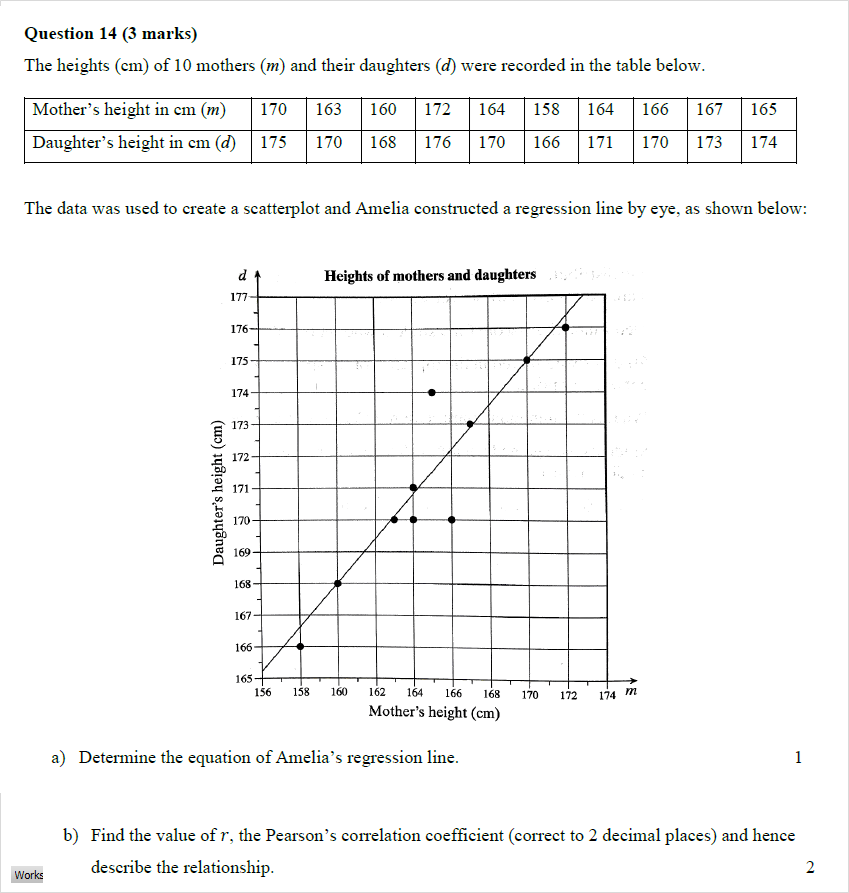 Question 14 (3 marks)
The heights (cm) of 10 mothers (m) and their daughters (d) were recorded in the table below.
Mother's height in cm (m) 170 163 160 172 164 158 164 166 167 165
Daughter's height in cm (d) 175 170 168 176 170 166 171 170 173 174
The data was used to create a scatterplot and Amelia constructed a regression line by eye, as shown below:
d Heights of mothers and daughters
177
176
175
174
173
172
171
170
169
168
167
166
165
Daughter's height (cm)
156 158 160 162 164 166 168 170 172 174 m
Mother's height (cm)
a) Determine the equation of Amelia's regression line. 1
b) Find the value of r, the Pearson's correlation coefficient (correct to 2 decimal places) and hence
describe the relationship. 2
Works